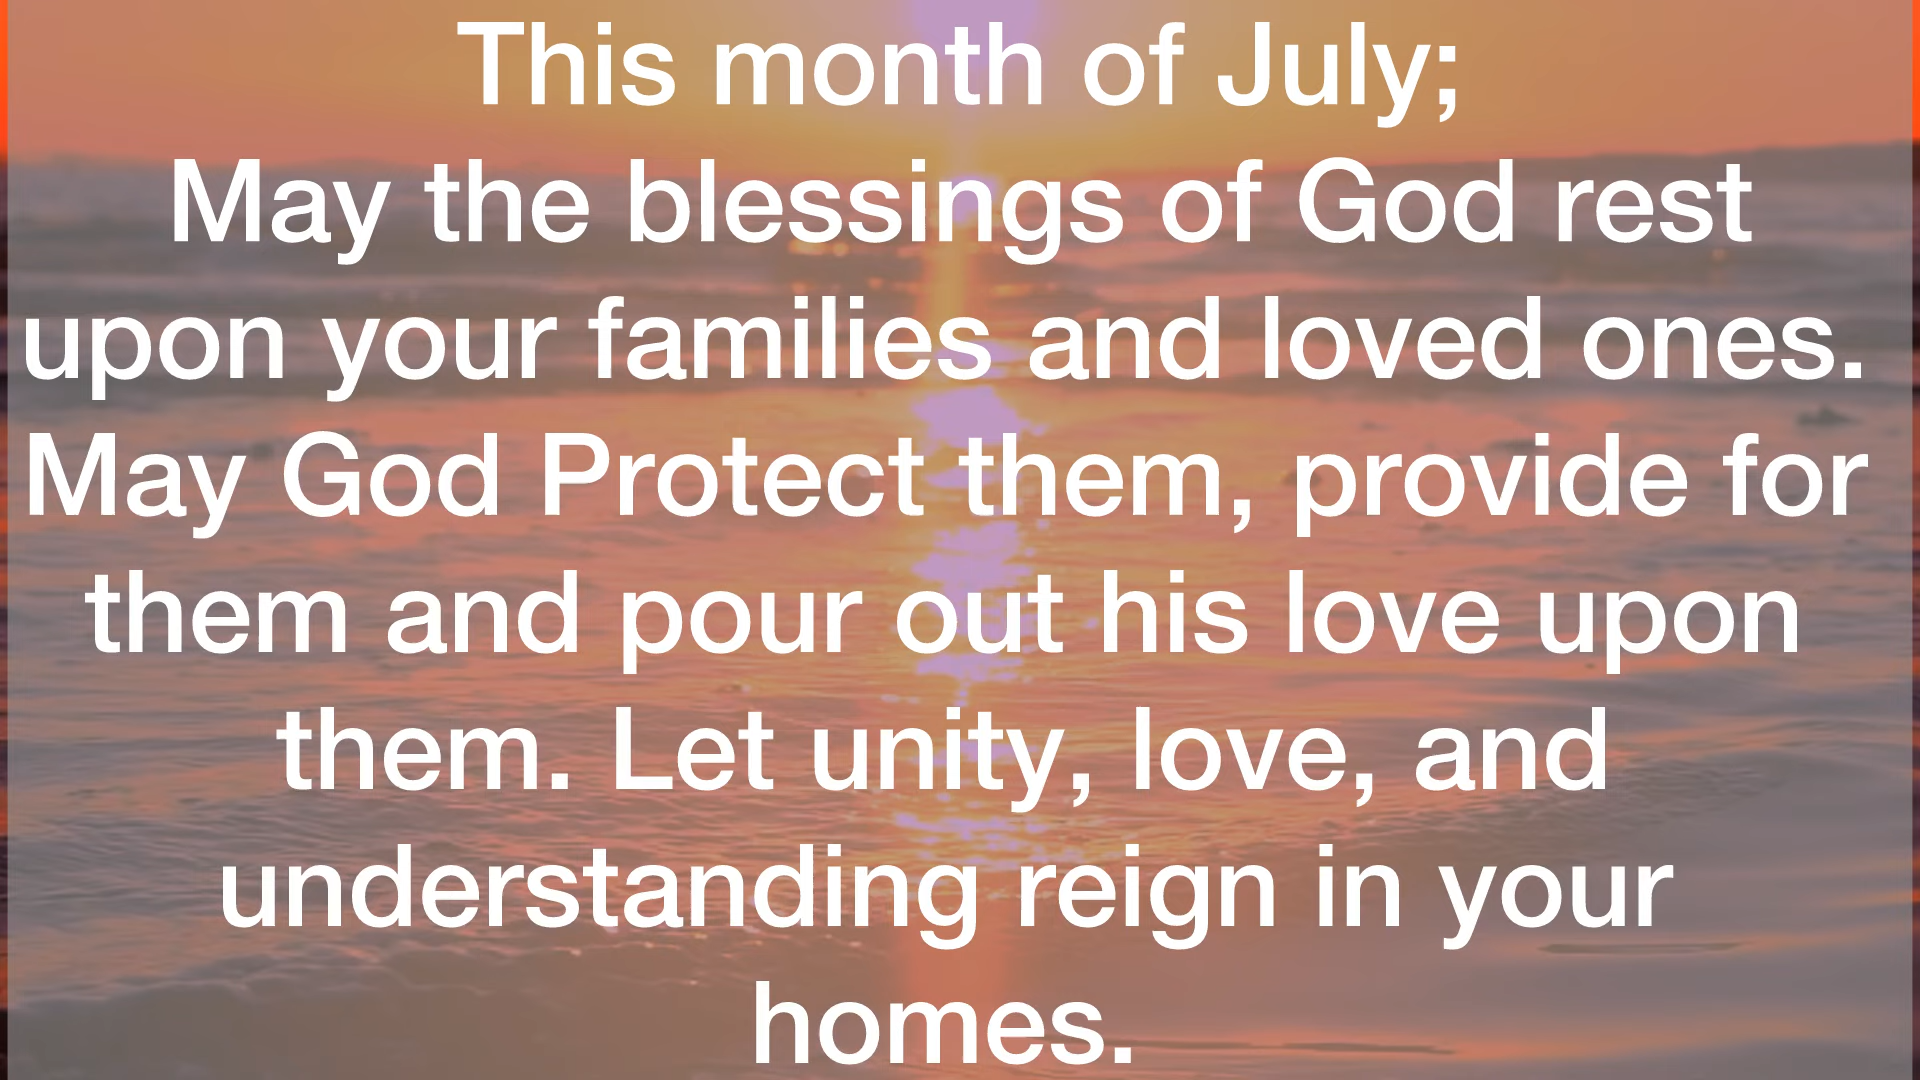 This month of July;
May the blessings of God rest
upon your families and loved ones.
May God Protect them, provide for
them and pour out his love upon
them. Let unity, love, and
understanding reign in your
homes.